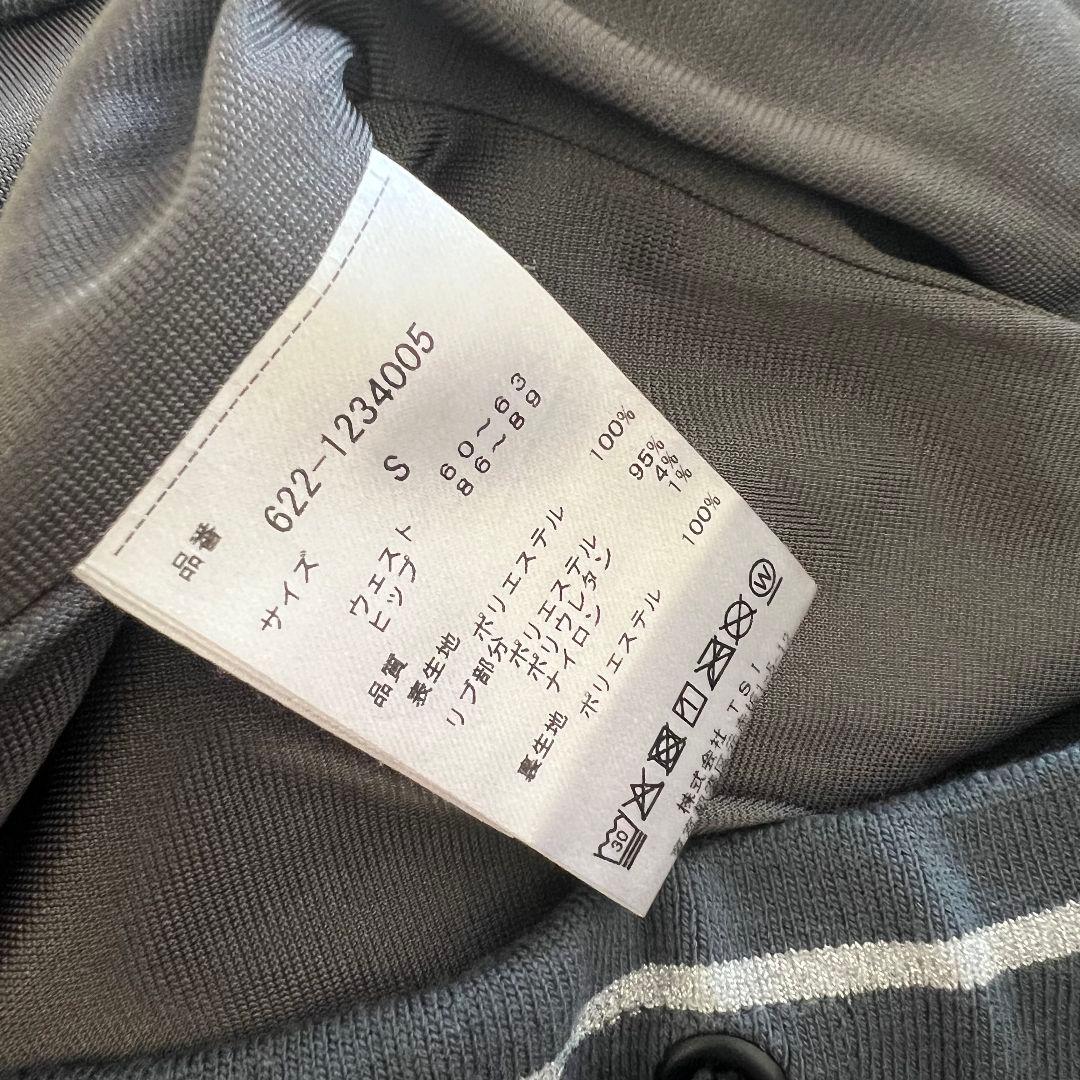 品番
622-1234005
サイズ S
ウェスト 60～63
ヒップ 86～89
品質
表生地 ポリエステル 100%
リブ部分 ポリエステル 95%
ポリウレタン 4%
ナイロン 1%
裏生地 ポリエステル 100%
30
W
株式会社 TSI